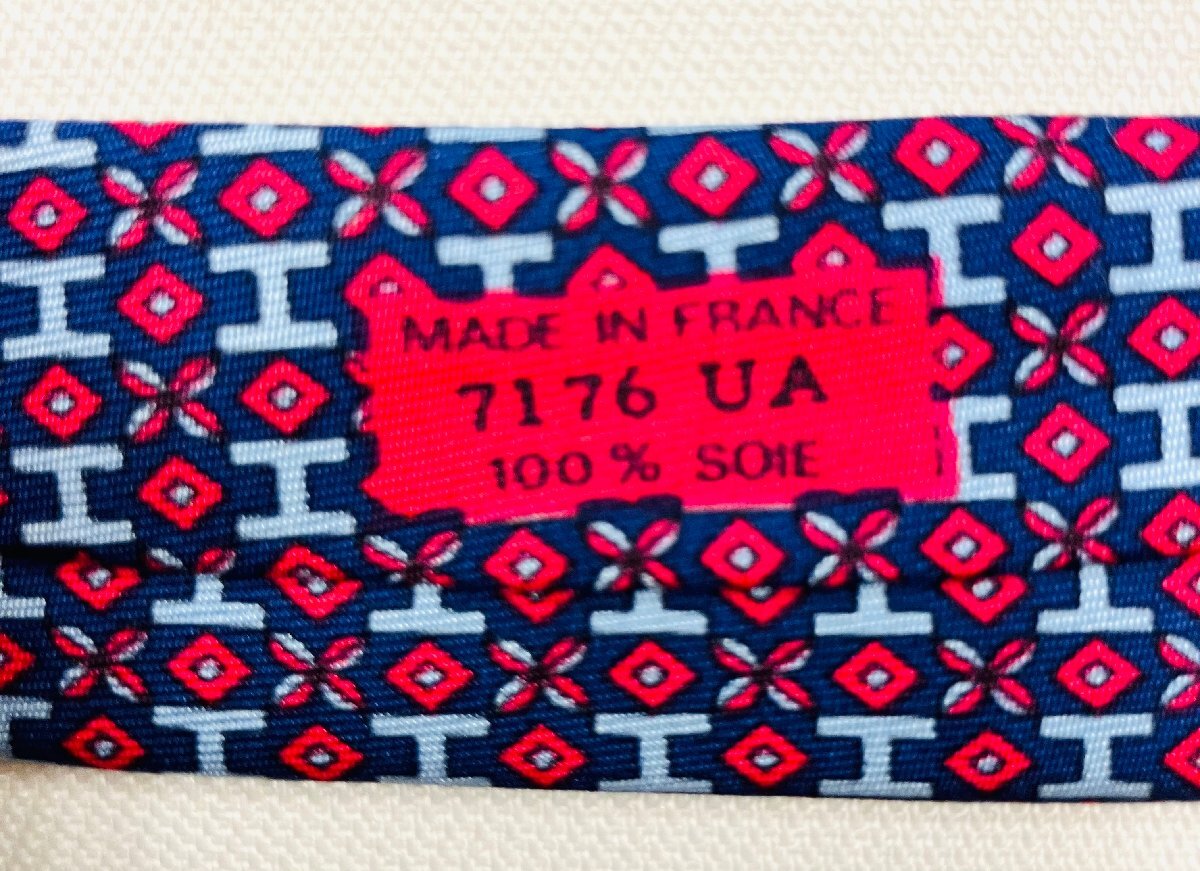 MADE IN FRANCE
7176 UA
100% SOIE